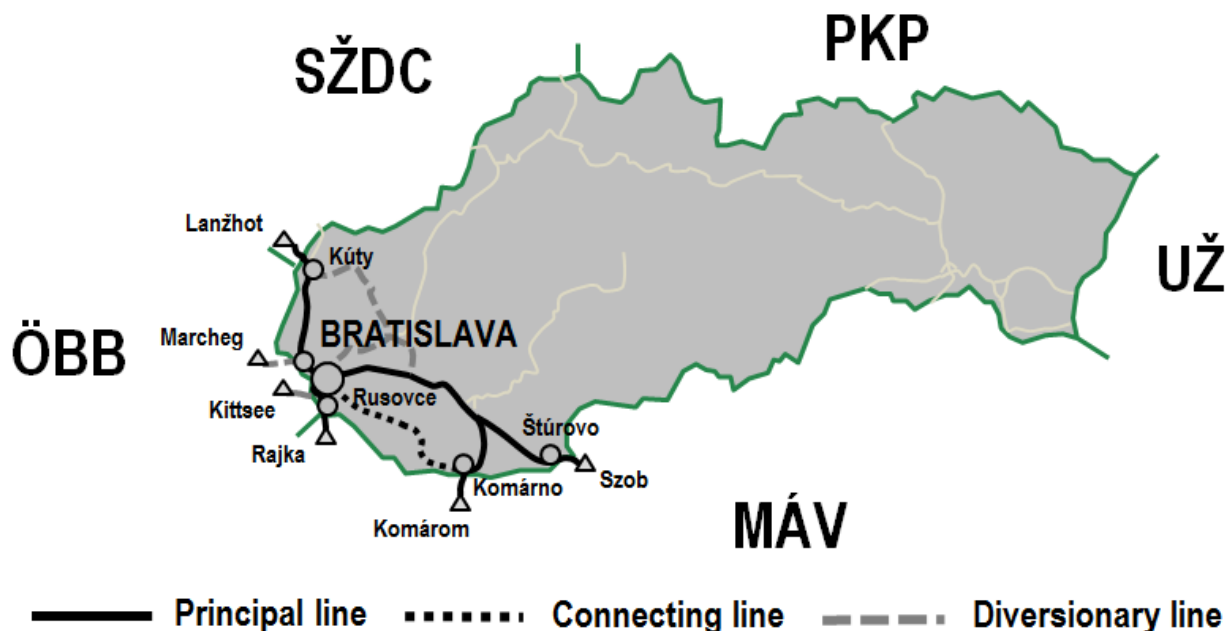 PKP
SŽDC
Lanžhot
Kúty
UŽ
ÖBB
Marcheg
BRATISLAVA
Kittsee
Rusovce
Rajka
Štúrovo
Szob
Komárno
Komárom
MÁV
Principal line
Connecting line
Diversionary line